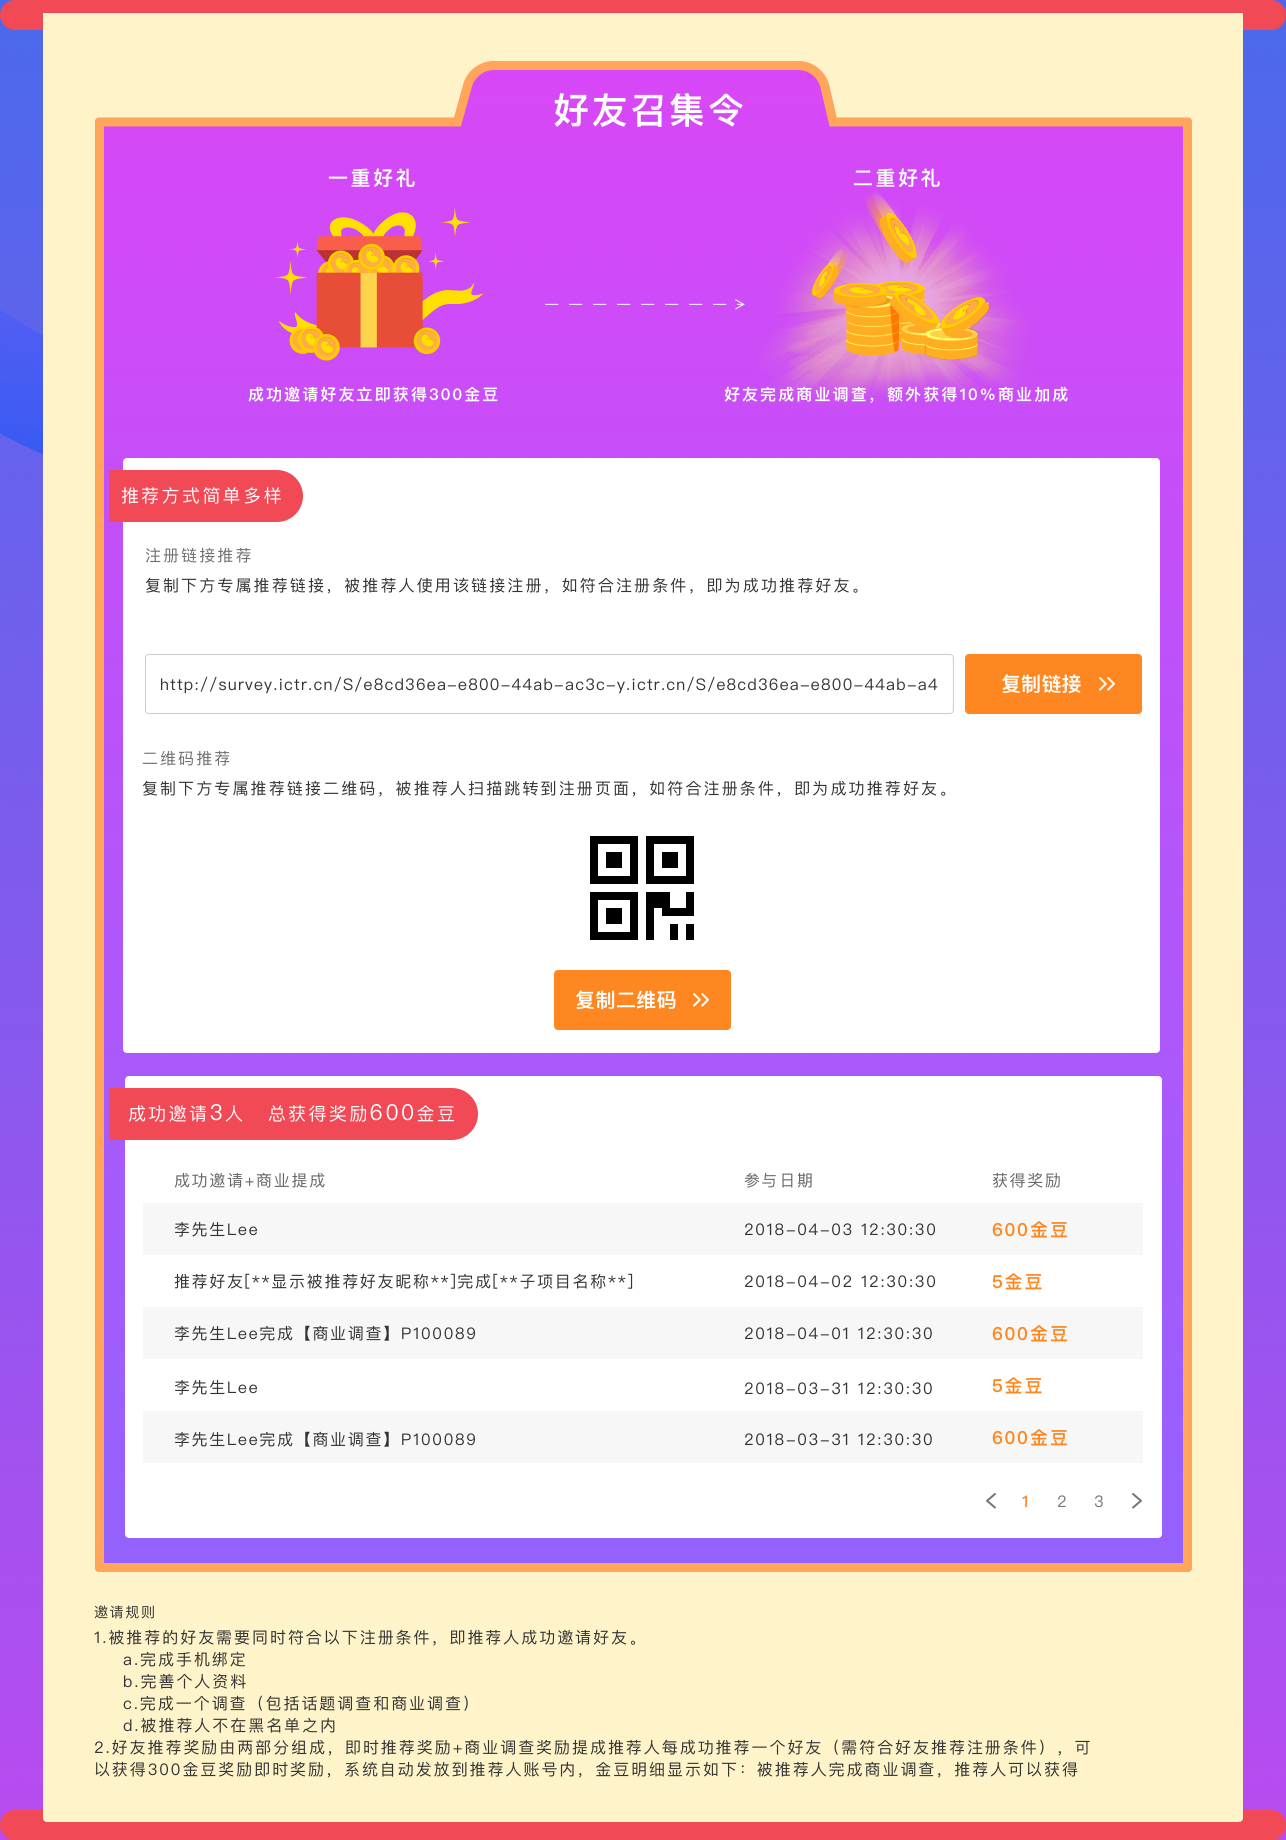 好友召集令
一重好礼
二重好礼
成功邀请好友立即获得300金豆
好友完成商业调查，额外获得10%商业加成
推荐方式简单多样
注册链接推荐
复制下方专属推荐链接，被推荐人使用该链接注册，如符合注册条件，即为成功推荐好友。
http://survey.ictr.cn/S/e8cd36ea-e800-44ab-ac3c-y.ictr.cn/S/e8cd36ea-e800-44ab-a4
复制链接
二维码推荐
复制下方专属推荐链接二维码，被推荐人扫描跳转到注册页面，如符合注册条件，即为成功推荐好友。
复制二维码
成功邀请3人 总获得奖励600金豆
成功邀请+商业提成 参与日期 获得奖励
李先生Lee 2018-04-03 12:30:30 600金豆
推荐好友[**显示被推荐好友昵称**]完成[**子项目名称**] 2018-04-02 12:30:30 5金豆
李先生Lee完成【商业调查】P100089 2018-04-01 12:30:30 600金豆
李先生Lee 2018-03-31 12:30:30 5金豆
李先生Lee完成【商业调查】P100089 2018-03-31 12:30:30 600金豆
1 2 3
邀请规则
1.被推荐的好友需要同时符合以下注册条件，即推荐人成功邀请好友。
a.完成手机绑定
b.完善个人资料
c.完成一个调查（包括话题调查和商业调查）
d.被推荐人不在黑名单之内
2.好友推荐奖励由两部分组成，即时推荐奖励+商业调查奖励提成推荐人每成功推荐一个好友（需符合好友推荐注册条件），可
以获得300金豆奖励即时奖励，系统自动发放到推荐人账号内，金豆明细显示如下：被推荐人完成商业调查，推荐人可以获得